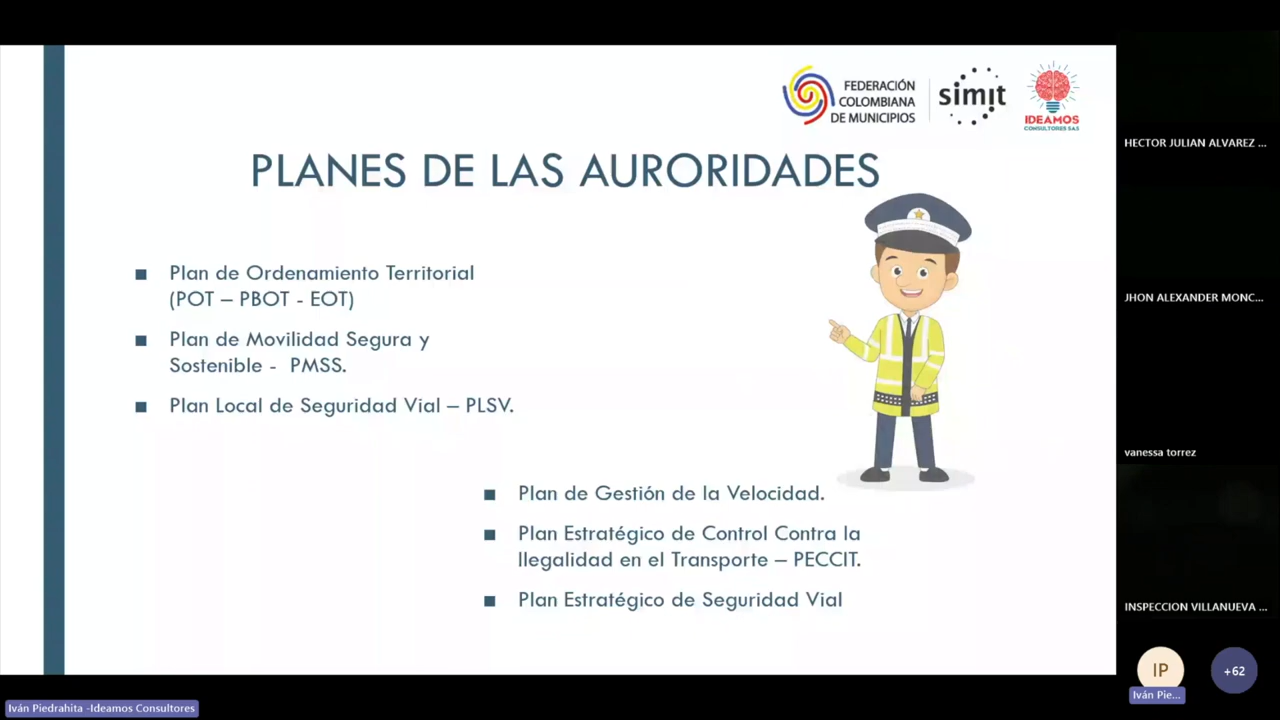 FEDERACIÓN
COLOMBIANA
DE MUNICIPIOS
simit
IDEAMOS
CONSULTORES SAS
PLANES DE LAS AURORIDADES
■ Plan de Ordenamiento Territorial
(POT – PBOT - EOT)
■ Plan de Movilidad Segura y
Sostenible - PMSS.
■ Plan Local de Seguridad Vial – PLSV.
■ Plan de Gestión de la Velocidad.
■ Plan Estratégico de Control Contra la
Ilegalidad en el Transporte – PECCIT.
■ Plan Estratégico de Seguridad Vial
HECTOR JULIAN ALVAREZ ...
JHON ALEXANDER MONC...
vanessa torrez
INSPECCION VILLANUEVA ...
IP
Iván Pie...
+62
Iván Piedrahita -Ideamos Consultores